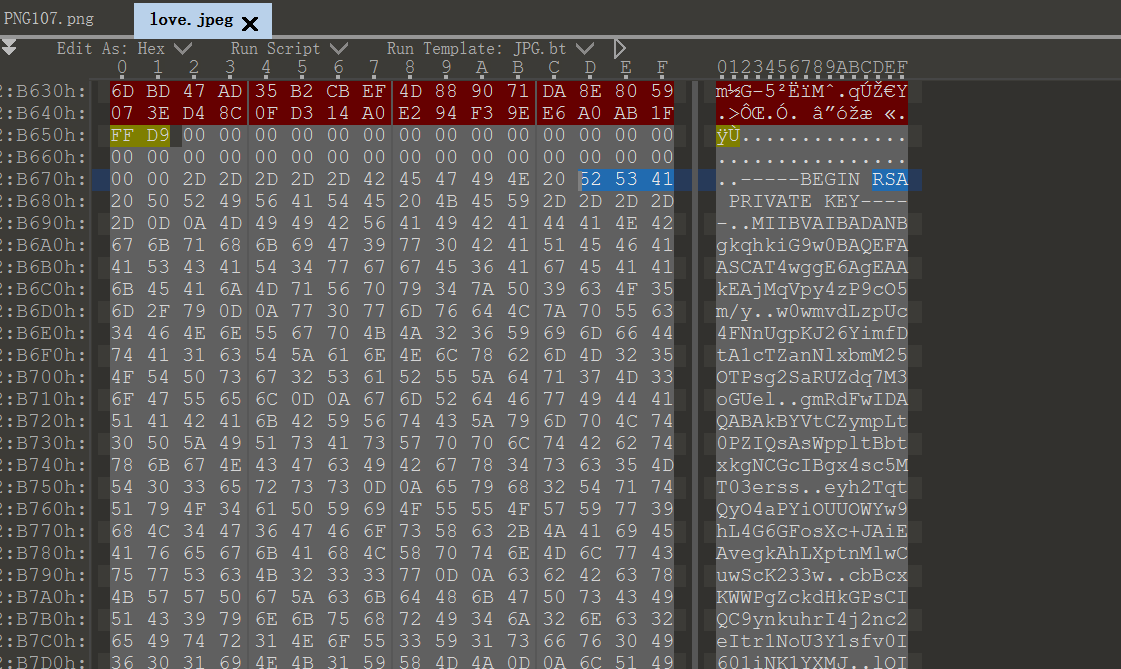 PNG107.png love.jpeg
Edit As: Hex Run Script Run Template: JPG.bt
0 1 2 3 4 5 6 7 8 9 A B C D E F 0123456789ABCDEF
2:B630h: 6D BD 47 AD 35 B2 CB EF 4D 88 90 71 DA 8E 80 59 m½G-5²ËïMˆ.qÚŽ€Y
2:B640h: 07 3E D4 8C 0F D3 14 A0 E2 94 F3 9E E6 A0 AB 1F .>ÔŒ.Ó. â”óžæ «.
2:B650h: FF D9 00 00 00 00 00 00 00 00 00 00 00 00 00 00 ÿÙ..............
2:B660h: 00 00 00 00 00 00 00 00 00 00 00 00 00 00 00 00 ................
2:B670h: 00 00 2D 2D 2D 2D 2D 42 45 47 49 4E 20 52 53 41 ..-----BEGIN RSA
2:B680h: 20 50 52 49 56 41 54 45 20 4B 45 59 2D 2D 2D 2D PRIVATE KEY----
2:B690h: 2D 0D 0A 4D 49 49 42 56 41 49 42 41 44 41 4E 42 -..MIIBVAIBADANB
2:B6A0h: 67 6B 71 68 6B 69 47 39 77 30 42 41 51 45 46 41 gkqhkiG9w0BAQEFA
2:B6B0h: 41 53 43 41 54 34 77 67 67 45 36 41 67 45 41 41 ASCAT4wggE6AgEAA
2:B6C0h: 6B 45 41 6A 4D 71 56 70 79 34 7A 50 39 63 4F 35 kEAjMqVpy4zP9cO5
2:B6D0h: 6D 2F 79 0D 0A 77 30 77 6D 76 64 4C 7A 70 55 63 m/y..w0wmvdLzpUc
2:B6E0h: 34 46 4E 6E 55 67 70 4B 4A 32 36 59 69 6D 66 44 4FNnUgpKJ26YimfD
2:B6F0h: 74 41 31 63 54 5A 61 6E 4E 6C 78 62 6D 4D 32 35 tA1cTZanNlxbmM25
2:B700h: 4F 54 50 73 67 32 53 61 52 55 5A 64 71 37 4D 33 OTPsg2SaRUZdq7M3
2:B710h: 6F 47 55 65 6C 0D 0A 67 6D 52 64 46 77 49 44 41 oGUel..gmRdFwIDA
2:B720h: 51 41 42 41 6B 42 59 56 74 43 5A 79 6D 70 4C 74 QABAkBYVtCZympLt
2:B730h: 30 50 5A 49 51 73 41 73 57 70 70 6C 74 42 62 74 0PZIQsAsWppltBbt
2:B740h: 78 6B 67 4E 43 47 63 49 42 67 78 34 73 63 35 4D xkgNCGcIBgx4sc5M
2:B750h: 54 30 33 65 72 73 73 0D 0A 65 79 68 32 54 71 74 T03erss..eyh2Tqt
2:B760h: 51 79 4F 34 61 50 59 69 4F 55 55 4F 57 59 77 39 QyO4aPYiOUUOWYw9
2:B770h: 68 4C 34 47 36 47 46 6F 73 58 63 2B 4A 41 69 45 hL4G6GFosXc+JAiE
2:B780h: 41 76 65 67 6B 41 68 4C 58 70 74 6E 4D 6C 77 43 AvegkAhLXptnMlwC
2:B790h: 75 77 53 63 4B 32 33 33 77 0D 0A 63 62 42 63 78 uwScK233w..cbBcx
2:B7A0h: 4B 57 57 50 67 5A 63 6B 64 48 6B 47 50 73 43 49 KWWPgZckdHkGPsCI
2:B7B0h: 51 43 39 79 6E 6B 75 68 72 49 34 6A 32 6E 63 32 QC9ynkuhrI4j2nc2
2:B7C0h: 65 49 74 72 31 4E 6F 55 33 59 31 73 66 76 30 49 eItr1NoU3Y1sfv0I
2:B7D0h: 36 30 31 69 4E 4B 31 59 58 4D 4A 0D 0A 6C 51 49 601iNK1YXMJ..lQI